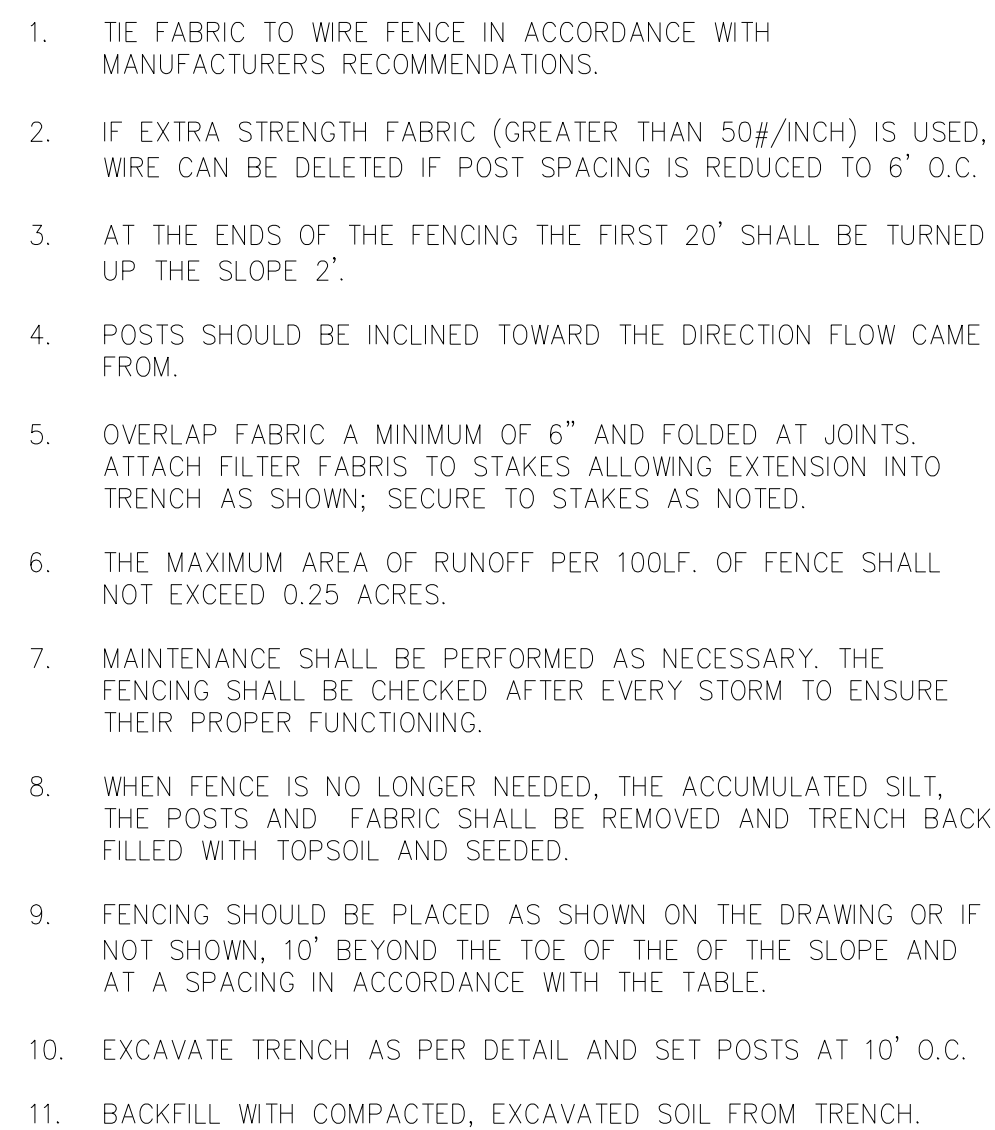 1. TIE FABRIC TO WIRE FENCE IN ACCORDANCE WITH
MANUFACTURERS RECOMMENDATIONS.
2. IF EXTRA STRENGTH FABRIC (GREATER THAN 50#/INCH) IS USED,
WIRE CAN BE DELETED IF POST SPACING IS REDUCED TO 6' O.C.
3. AT THE ENDS OF THE FENCING THE FIRST 20' SHALL BE TURNED
UP THE SLOPE 2'.
4. POSTS SHOULD BE INCLINED TOWARD THE DIRECTION FLOW CAME
FROM.
5. OVERLAP FABRIC A MINIMUM OF 6" AND FOLDED AT JOINTS.
ATTACH FILTER FABRIS TO STAKES ALLOWING EXTENSION INTO
TRENCH AS SHOWN; SECURE TO STAKES AS NOTED.
6. THE MAXIMUM AREA OF RUNOFF PER 100LF. OF FENCE SHALL
NOT EXCEED 0.25 ACRES.
7. MAINTENANCE SHALL BE PERFORMED AS NECESSARY. THE
FENCING SHALL BE CHECKED AFTER EVERY STORM TO ENSURE
THEIR PROPER FUNCTIONING.
8. WHEN FENCE IS NO LONGER NEEDED, THE ACCUMULATED SILT,
THE POSTS AND FABRIC SHALL BE REMOVED AND TRENCH BACK
FILLED WITH TOPSOIL AND SEEDED.
9. FENCING SHOULD BE PLACED AS SHOWN ON THE DRAWING OR IF
NOT SHOWN, 10' BEYOND THE TOE OF THE OF THE SLOPE AND
AT A SPACING IN ACCORDANCE WITH THE TABLE.
10. EXCAVATE TRENCH AS PER DETAIL AND SET POSTS AT 10' O.C.
11. BACKFILL WITH COMPACTED, EXCAVATED SOIL FROM TRENCH.